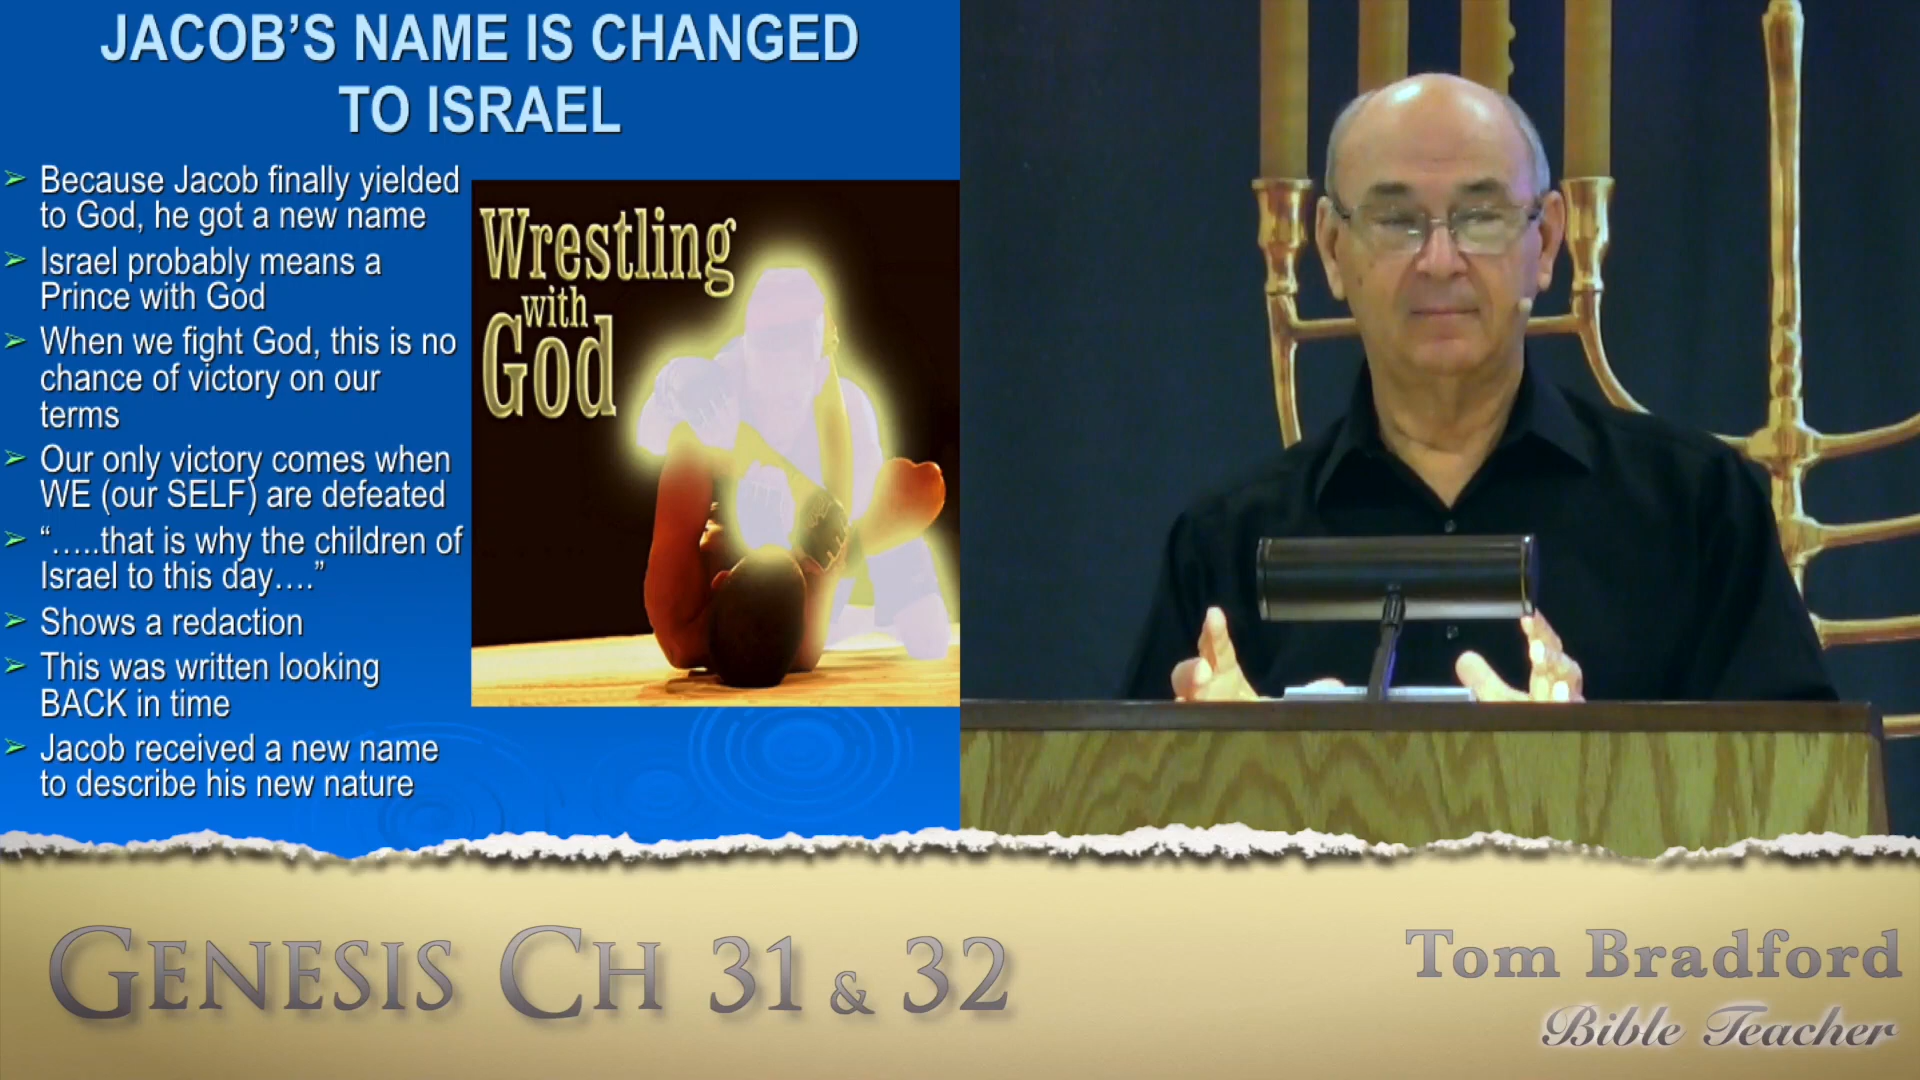 JACOB’S NAME IS CHANGED
TO ISRAEL
➢ Because Jacob finally yielded
to God, he got a new name
➢ Israel probably means a
Prince with God
➢ When we fight God, this is no
chance of victory on our
terms
➢ Our only victory comes when
WE (our SELF) are defeated
➢ “…..that is why the children of
Israel to this day….”
➢ Shows a redaction
➢ This was written looking
BACK in time
➢ Jacob received a new name
to describe his new nature
Wrestling
with
God
GENESIS CH 31 & 32
Tom Bradford
Bible Teacher